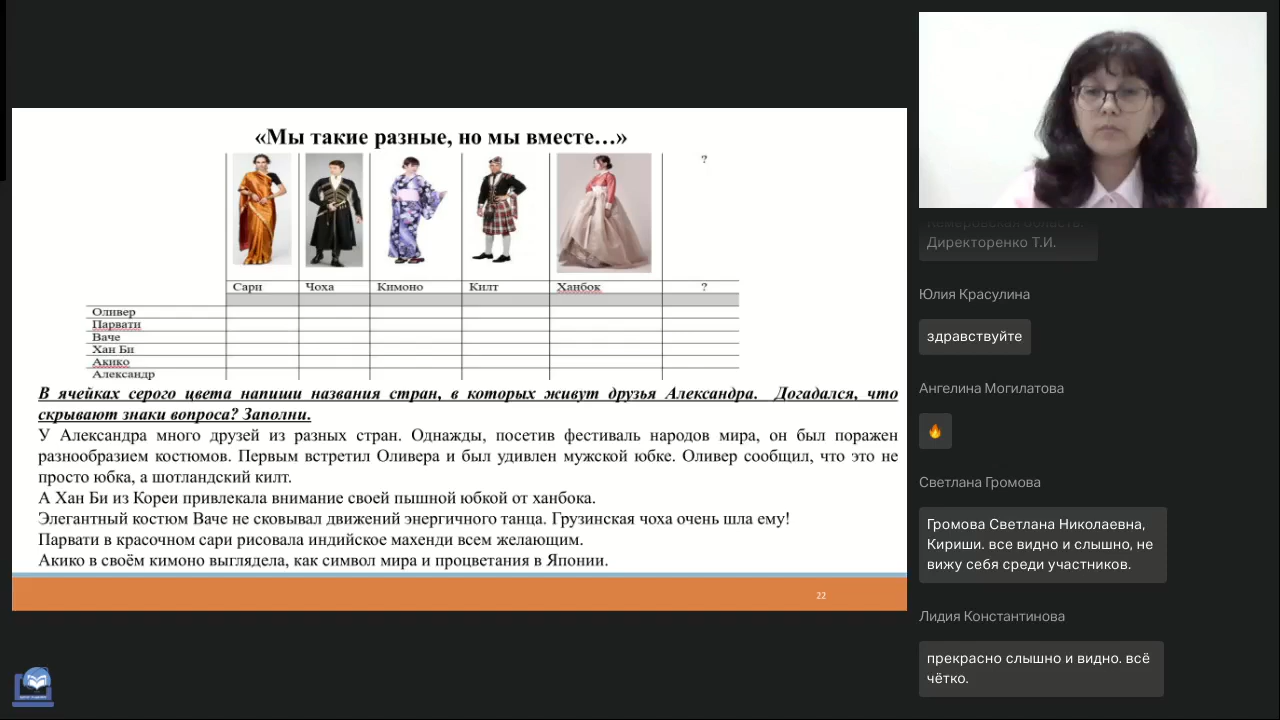 «Мы такие разные, но мы вместе…»
?
Сари Чоха Кимоно Килт Ханбок ?
Оливер
Парвати
Ваче
Хан Би
Акико
Александр
В ячейках серого цвета напиши названия стран, в которых живут друзья Александра. Догадался, что
скрывают знаки вопроса? Заполни.
У Александра много друзей из разных стран. Однажды, посетив фестиваль народов мира, он был поражен
разнообразием костюмов. Первым встретил Оливера и был удивлен мужской юбке. Оливер сообщил, что это не
просто юбка, а шотландский килт.
А Хан Би из Кореи привлекала внимание своей пышной юбкой от ханбока.
Элегантный костюм Ваче не сковывал движений энергичного танца. Грузинская чоха очень шла ему!
Парвати в красочном сари рисовала индийское махенди всем желающим.
Акико в своём кимоно выглядела, как символ мира и процветания в Японии.
22
Кемеровская область.
Директоренко Т.И.
Юлия Красулина
здравствуйте
Ангелина Могилатова
🔥
Светлана Громова
Громова Светлана Николаевна,
Кириши. все видно и слышно, не
вижу себя среди участников.
Лидия Константинова
прекрасно слышно и видно. всё
чётко.